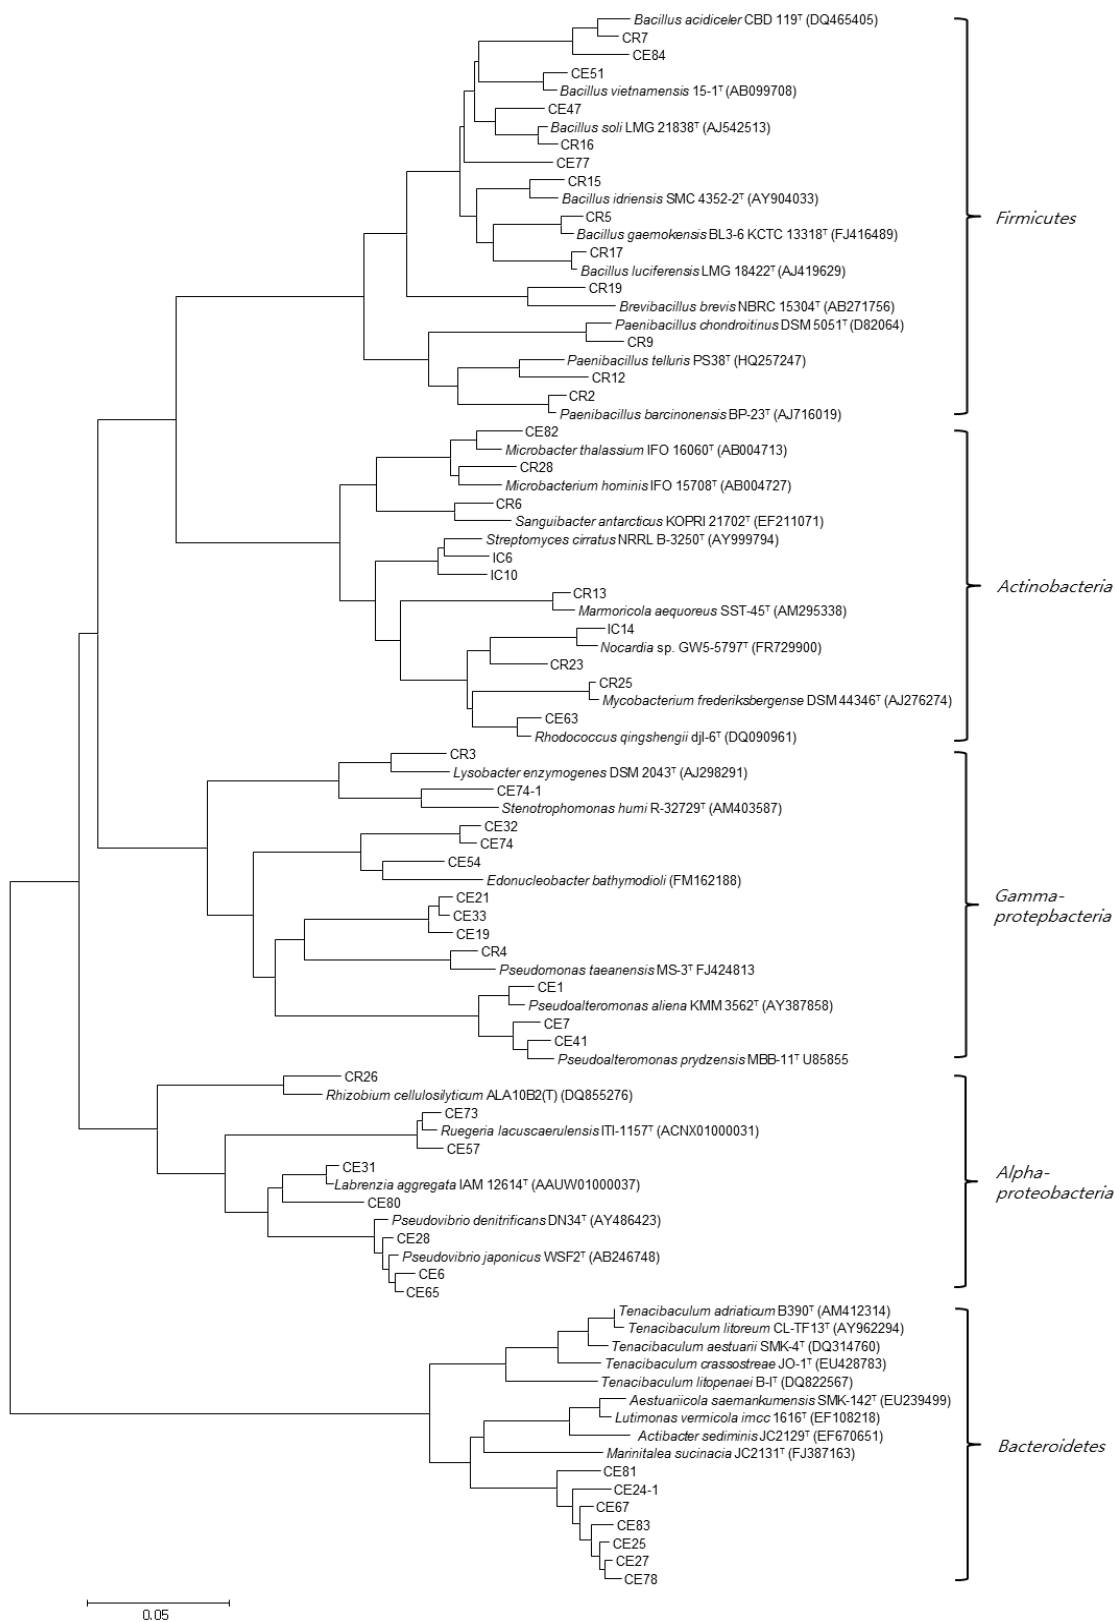 Bacillus acidiceler CBD 119ᵀ (DQ465405)
CR7
CE84
CE51
Bacillus vietnamensis 15-1ᵀ (AB099708)
CE47
Bacillus soli LMG 21838ᵀ (AJ542513)
CR16
CE77
CR15
Bacillus idriensis SMC 4352-2ᵀ (AY904033)
CR5
Bacillus gaemokensis BL3-6 KCTC 13318ᵀ (FJ416489)
CR17
Bacillus luciferensis LMG 18422ᵀ (AJ419629)
CR19
Brevibacillus brevis NBRC 15304ᵀ (AB271756)
Paenibacillus chondroitinus DSM 5051ᵀ (D82064)
CR9
Paenibacillus telluris PS38ᵀ (HQ257247)
CR12
CR2
Paenibacillus barcinonensis BP-23ᵀ (AJ716019)
Firmicutes
CE82
Microbacter thalassium IFO 16060ᵀ (AB004713)
CR28
Microbacterium hominis IFO 15708ᵀ (AB004727)
CR6
Sanguibacter antarcticus KOPRI 21702ᵀ (EF211071)
Streptomyces cirratus NRRL B-3250ᵀ (AY999794)
IC6
IC10
CR13
Marmoricola aequoreus SST-45ᵀ (AM295338)
IC14
Nocardia sp. GW5-5797ᵀ (FR729900)
CR23
CR25
Mycobacterium frederiksbergense DSM 44346ᵀ (AJ276274)
CE63
Rhodococcus qingshengii djl-6ᵀ (DQ090961)
Actinobacteria
CR3
Lysobacter enzymogenes DSM 2043ᵀ (AJ298291)
CE74-1
Stenotrophomonas humi R-32729ᵀ (AM403587)
CE32
CE74
CE54
Edonucleobacter bathymodioli (FM162188)
CE21
CE33
CE19
CR4
Pseudomonas taeanensis MS-3ᵀ FJ424813
CE1
Pseudoalteromonas aliena KMM 3562ᵀ (AY387858)
CE7
CE41
Pseudoalteromonas prydzensis MBB-11ᵀ U85855
Gamma-
protepbacteria
CR26
Rhizobium cellulosilyticum ALA10B2(T) (DQ855276)
CE73
Ruegeria lacuscaerulensis ITI-1157ᵀ (ACNX01000031)
CE57
CE31
Labrenzia aggregata IAM 12614ᵀ (AAUW01000037)
CE80
Pseudovibrio denitrificans DN34ᵀ (AY486423)
CE28
Pseudovibrio japonicus WSF2ᵀ (AB246748)
CE6
CE65
Alpha-
proteobacteria
Tenacibaculum adriaticum B390ᵀ (AM412314)
Tenacibaculum litoreum CL-TF13ᵀ (AY962294)
Tenacibaculum aestuarii SMK-4ᵀ (DQ314760)
Tenacibaculum crassostreae JO-1ᵀ (EU428783)
Tenacibaculum litopenaei B-Iᵀ (DQ822567)
Aestuariicola saemankumensis SMK-142ᵀ (EU239499)
Lutimonas vermicola imcc 1616ᵀ (EF108218)
Actibacter sediminis JC2129ᵀ (EF670651)
Marinitalea sucinacia JC2131ᵀ (FJ387163)
CE81
CE24-1
CE67
CE83
CE25
CE27
CE78
Bacteroidetes
0.05